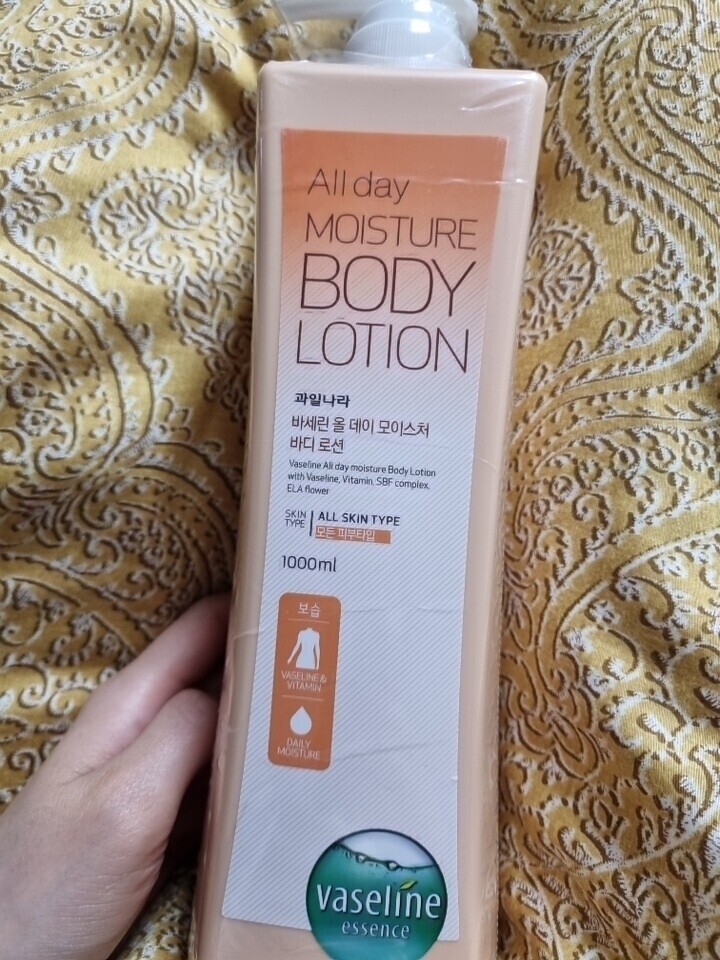 All day
MOISTURE
BODY
LOTION
과일나라
바세린 올 데이 모이스처
바디 로션
Vaseline All day moisture Body Lotion
with Vaseline, Vitamin, SBF complex,
ELA flower
SKIN
TYPE
ALL SKIN TYPE
모든 피부타입
1000ml
보습
VASELINE &
VITAMIN
DAILY
MOISTURE
vaseline
essence